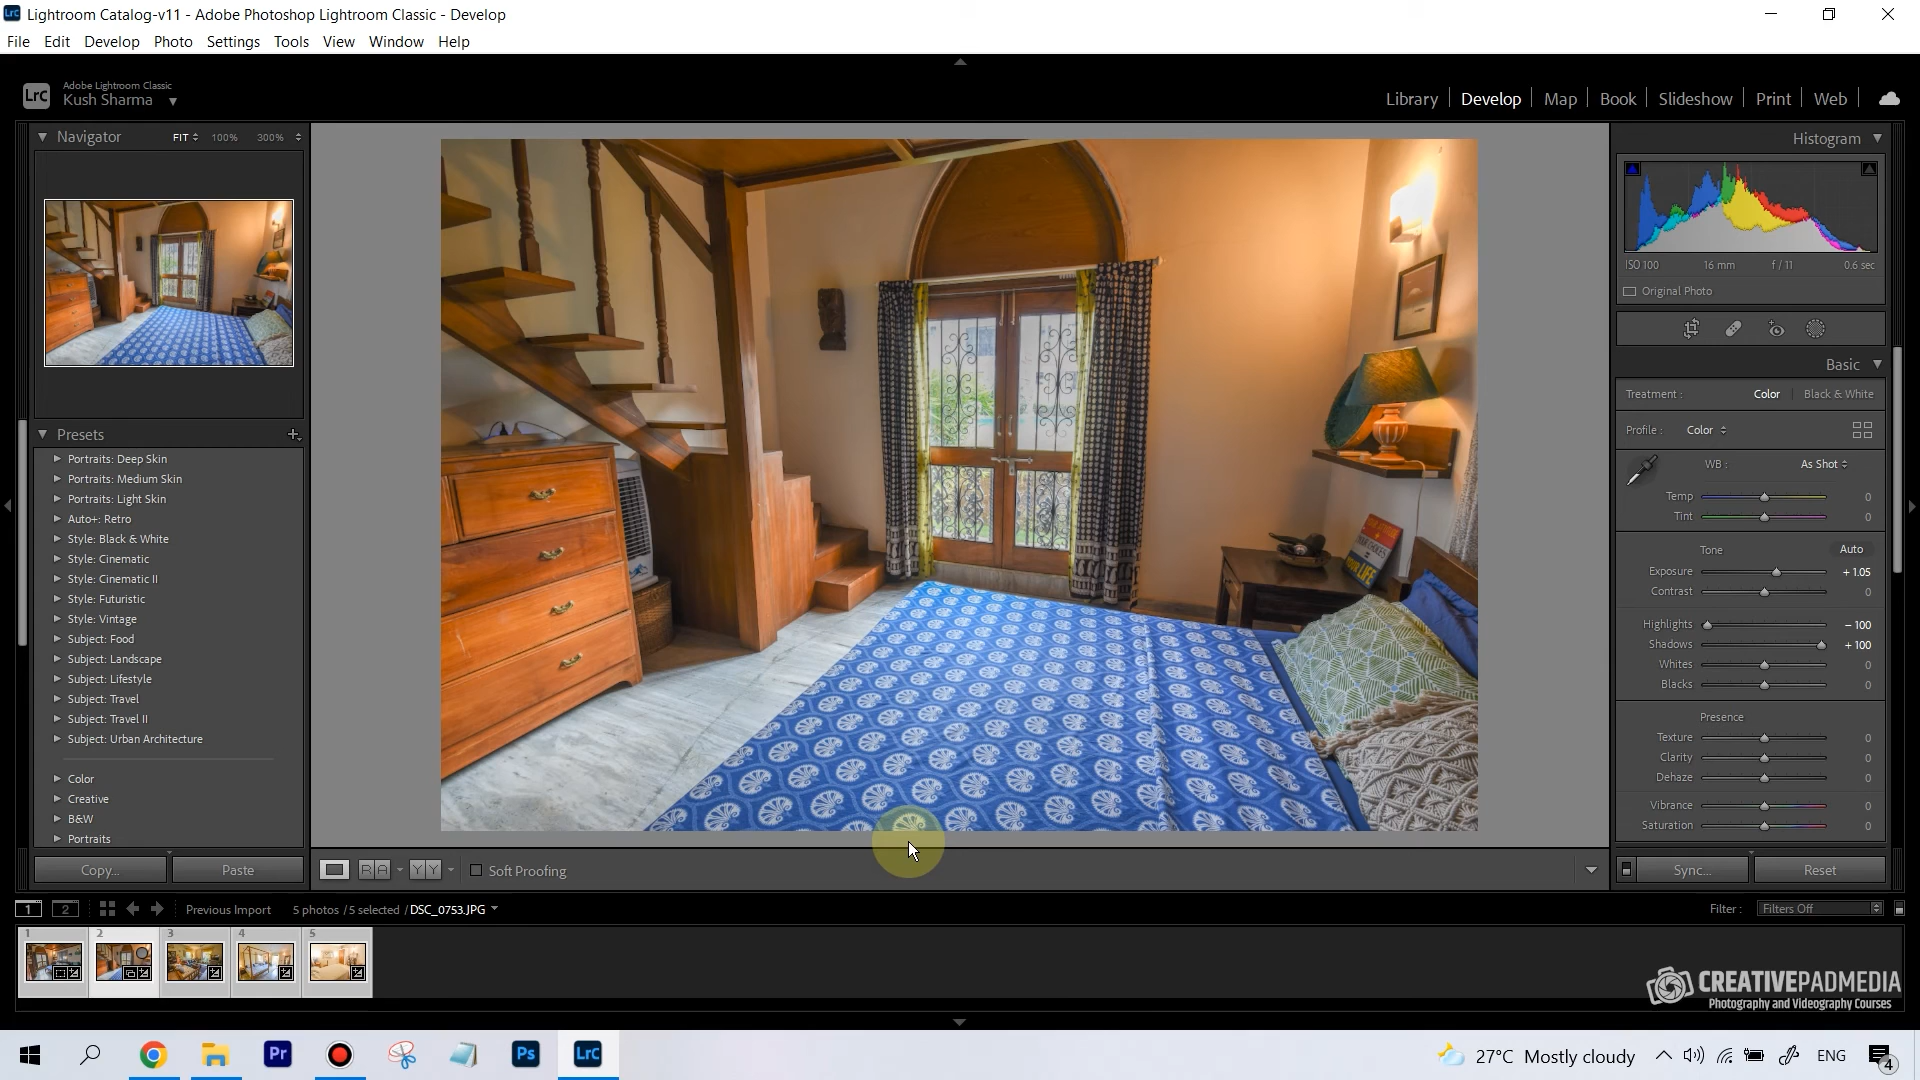 Lightroom Catalog-v11 - Adobe Photoshop Lightroom Classic - Develop
File Edit Develop Photo Settings Tools View Window Help
LrC
Adobe Lightroom Classic
Kush Sharma
Library Develop Map Book Slideshow Print Web
Navigator FIT 100% 300%
Histogram
ISO 100 16 mm f / 11 0.6 sec
Original Photo
Basic
Treatment : Color Black & White
Profile : Color
WB : As Shot
Temp 0
Tint 0
Tone Auto
Exposure + 1.05
Contrast 0
Highlights − 100
Shadows + 100
Whites 0
Blacks 0
Presence
Texture 0
Clarity 0
Dehaze 0
Vibrance 0
Saturation 0
Presets
Portraits: Deep Skin
Portraits: Medium Skin
Portraits: Light Skin
Auto+: Retro
Style: Black & White
Style: Cinematic
Style: Cinematic II
Style: Futuristic
Style: Vintage
Subject: Food
Subject: Landscape
Subject: Lifestyle
Subject: Travel
Subject: Travel II
Subject: Urban Architecture
Color
Creative
B&W
Portraits
YOUR LIFE
Copy... Paste
R A Y Y Soft Proofing
Sync... Reset
1 2 Previous Import 5 photos / 5 selected / DSC_0753.JPG
Filter : Filters Off
1 2 3 4 5
CREATIVEPADMEDIA
Photography and Videography Courses
Pr Ps LrC
27°C Mostly cloudy ENG 4